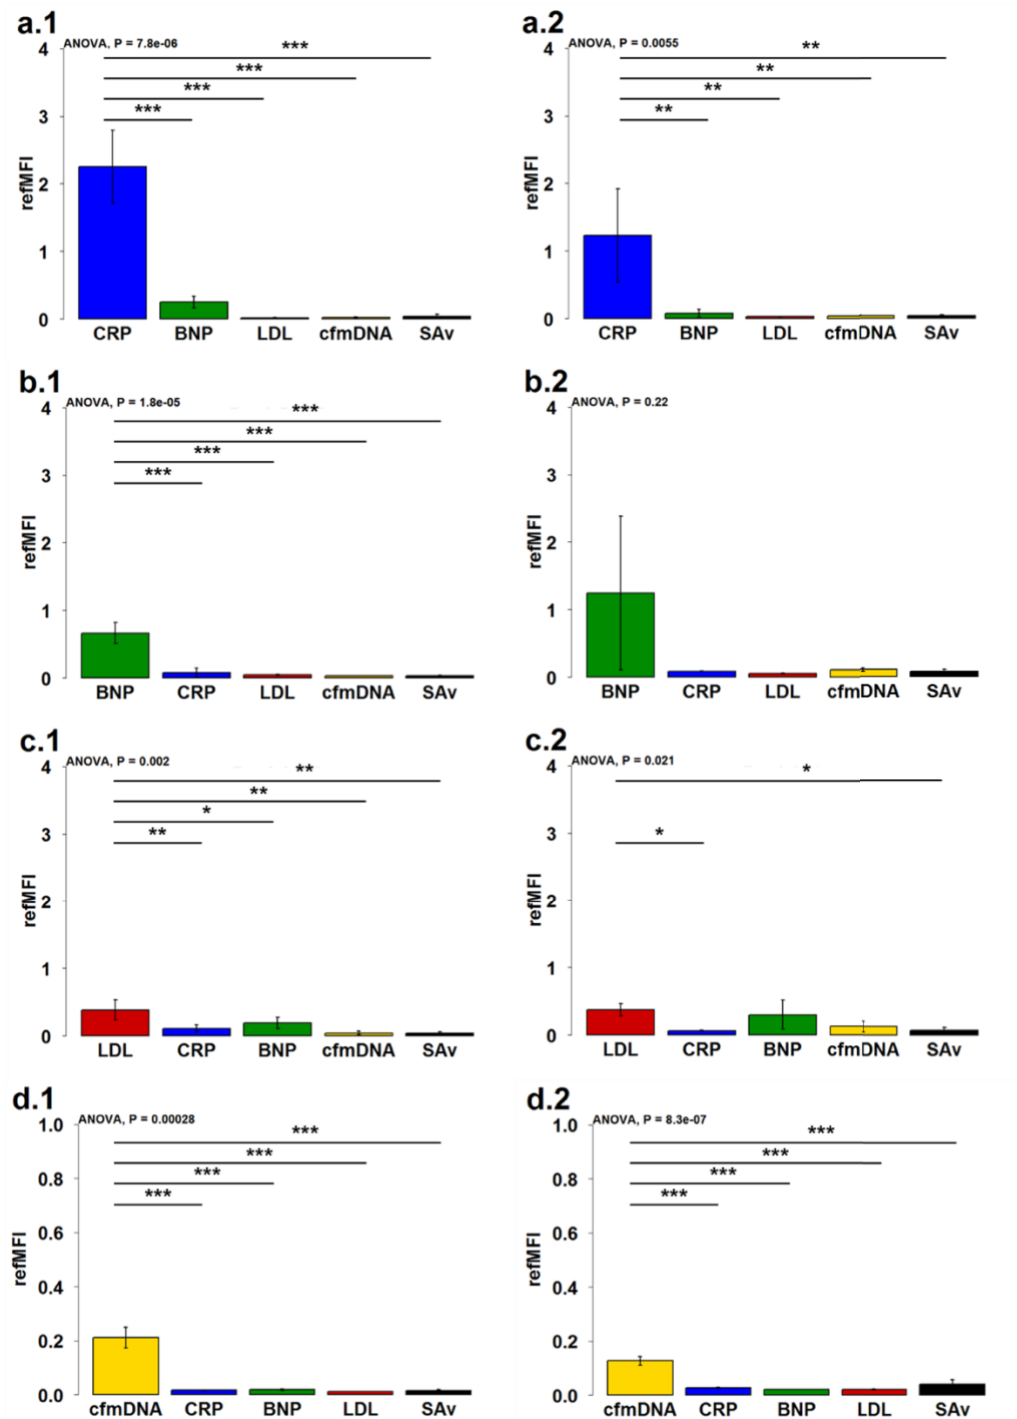 a.1
ANOVA, P = 7.8e-06
***
***
***
***
refMFI
4
3
2
1
0
CRP BNP LDL cfmDNA SAv
a.2
ANOVA, P = 0.0055
**
**
**
**
refMFI
4
3
2
1
0
CRP BNP LDL cfmDNA SAv
b.1
ANOVA, P = 1.8e-05
***
***
***
***
refMFI
4
3
2
1
0
BNP CRP LDL cfmDNA SAv
b.2
ANOVA, P = 0.22
refMFI
4
3
2
1
0
BNP CRP LDL cfmDNA SAv
c.1
ANOVA, P = 0.002
**
**
*
**
refMFI
4
3
2
1
0
LDL CRP BNP cfmDNA SAv
c.2
ANOVA, P = 0.021
*
*
refMFI
4
3
2
1
0
LDL CRP BNP cfmDNA SAv
d.1
ANOVA, P = 0.00028
***
***
***
***
refMFI
1.0
0.8
0.6
0.4
0.2
0.0
cfmDNA CRP BNP LDL SAv
d.2
ANOVA, P = 8.3e-07
***
***
***
***
refMFI
1.0
0.8
0.6
0.4
0.2
0.0
cfmDNA CRP BNP LDL SAv